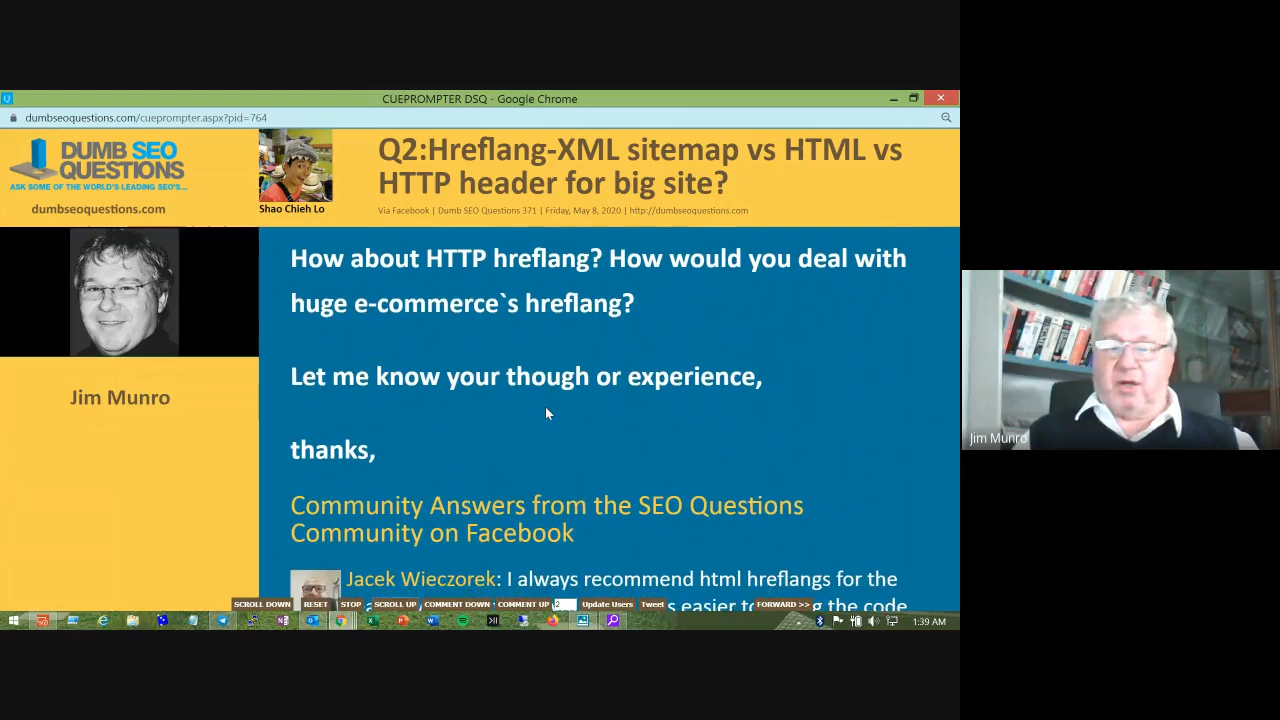 CUEPROMPTER DSQ - Google Chrome
dumbseoquestions.com/cueprompter.aspx?pid=764
DUMB SEO
QUESTIONS
ASK SOME OF THE WORLD'S LEADING SEO'S...
dumbseoquestions.com
Shao Chieh Lo
Q2:Hreflang-XML sitemap vs HTML vs
HTTP header for big site?
Via Facebook | Dumb SEO Questions 371 | Friday, May 8, 2020 | http://dumbseoquestions.com
Jim Munro
How about HTTP hreflang? How would you deal with
huge e-commerce`s hreflang?
Let me know your though or experience,
thanks,
Community Answers from the SEO Questions
Community on Facebook
Jacek Wieczorek: I always recommend html hreflangs for the
s easier to g the code
SCROLL DOWN RESET STOP SCROLL UP COMMENT DOWN COMMENT UP 2 Update Users Tweet FORWARD >>
1:39 AM
Jim Munro